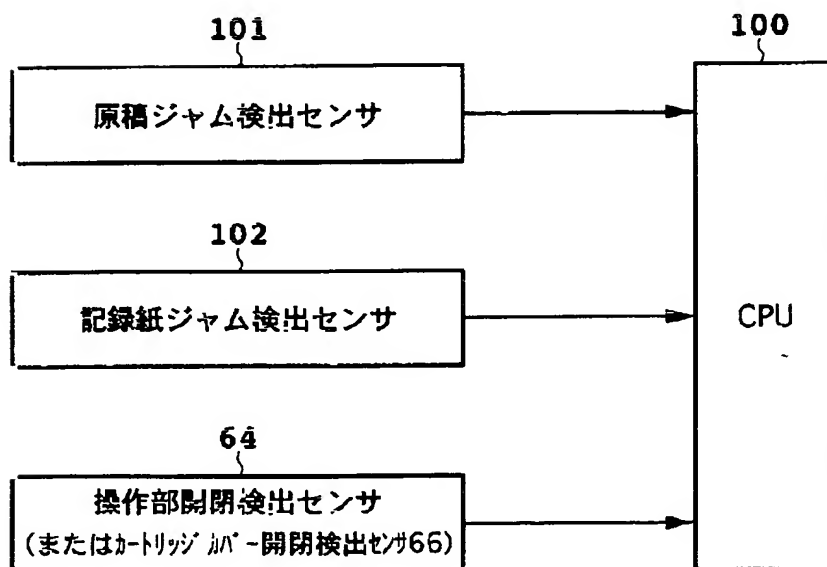 101
原稿ジャム検出センサ
102
記録紙ジャム検出センサ
64
操作部開閉検出センサ
(またはカートリッジカバー開閉検出センサ66)
100
CPU